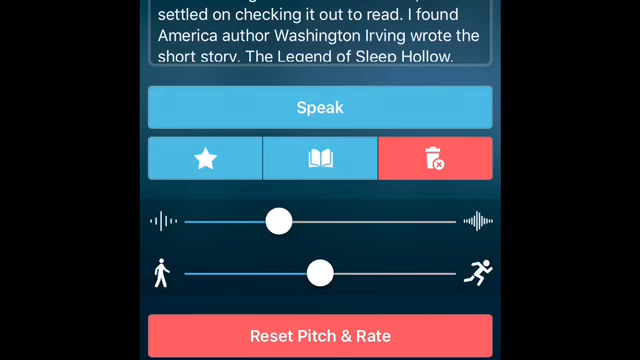 settled on checking it out to read. I found
America author Washington Irving wrote the
short story. The Legend of Sleep Hollow.
Speak
Reset Pitch & Rate